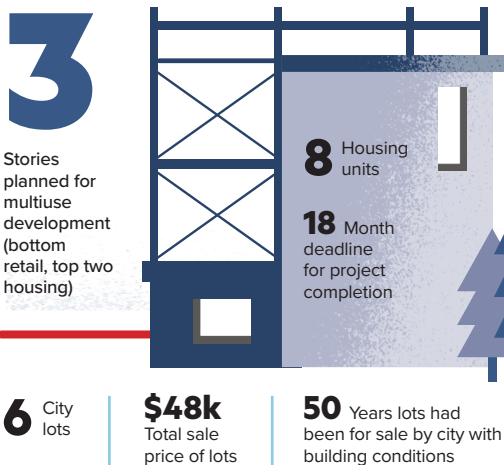 3
Stories
planned for
multiuse
development
(bottom
retail, top two
housing)
8 Housing
units
18 Month
deadline
for project
completion
6 City
lots
$48k
Total sale
price of lots
50 Years lots had
been for sale by city with
building conditions